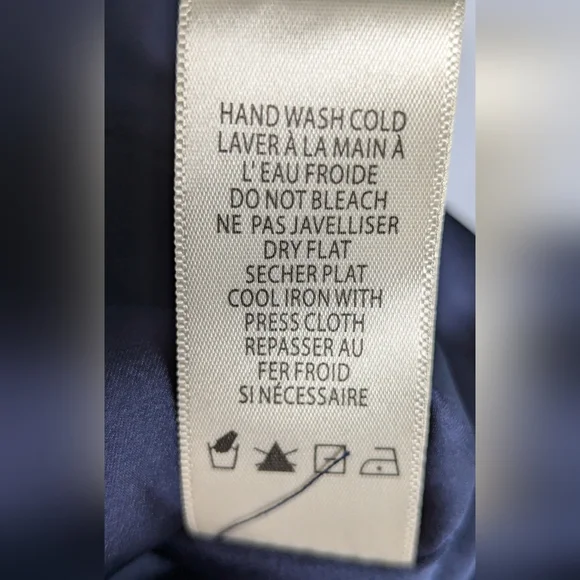 HAND WASH COLD
LAVER À LA MAIN À
L'EAU FROIDE
DO NOT BLEACH
NE PAS JAVELLISER
DRY FLAT
SECHER PLAT
COOL IRON WITH
PRESS CLOTH
REPASSER AU
FER FROID
SI NÉCESSAIRE